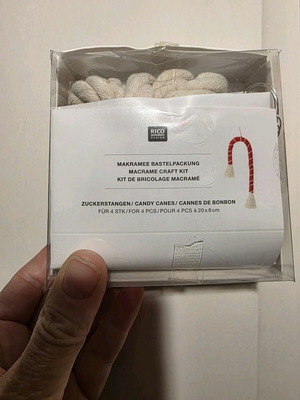 RICO
DESIGN
MAKRAMEE BASTELPACKUNG
MACRAME CRAFT KIT
KIT DE BRICOLAGE MACRAMÉ
ZUCKERSTANGEN / CANDY CANES / CANNES DE BONBON
FÜR 4 STK / FOR 4 PCS / POUR 4 PCS à 20 x 8 cm